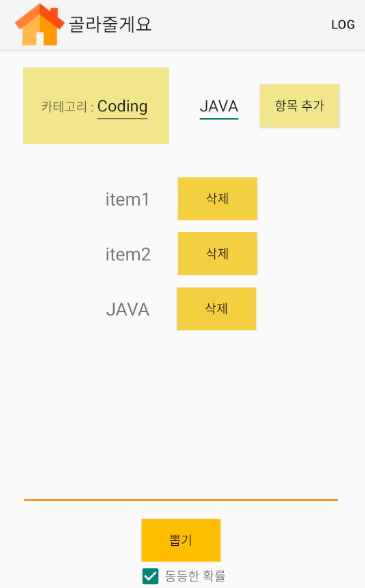 골라줄게요 LOG
카테고리 : Coding JAVA 항목 추가
item1 삭제
item2 삭제
JAVA 삭제
뽑기
동등한 확률